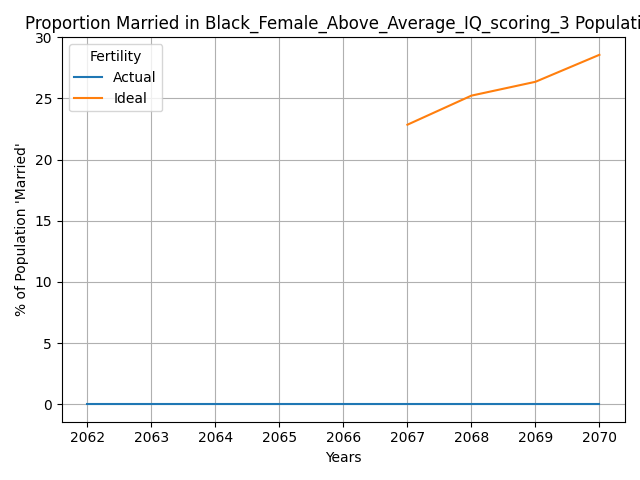 Proportion Married in Black_Female_Above_Average_IQ_scoring_3 Populati
Fertility
Actual
Ideal
% of Population 'Married'
30
25
20
15
10
5
0
2062 2063 2064 2065 2066 2067 2068 2069 2070
Years